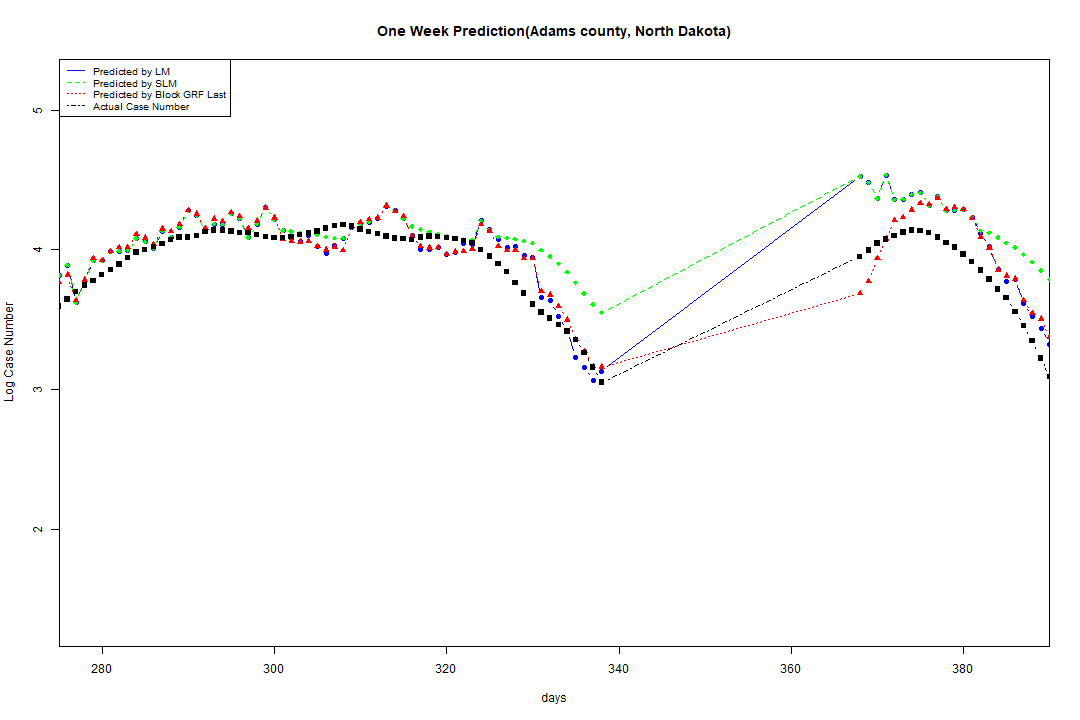 One Week Prediction(Adams county, North Dakota)
Predicted by LM
Predicted by SLM
Predicted by Block GRF Last
Actual Case Number
5
4
3
2
Log Case Number
280 300 320 340 360 380
days